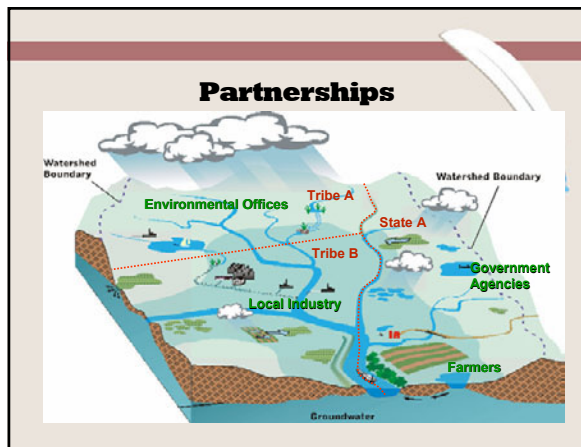 Partnerships
Watershed
Boundary
Watershed Boundary
Tribe A
Environmental Offices
State A
Tribe B
Government
Agencies
Local Industry
Farmers
Groundwater